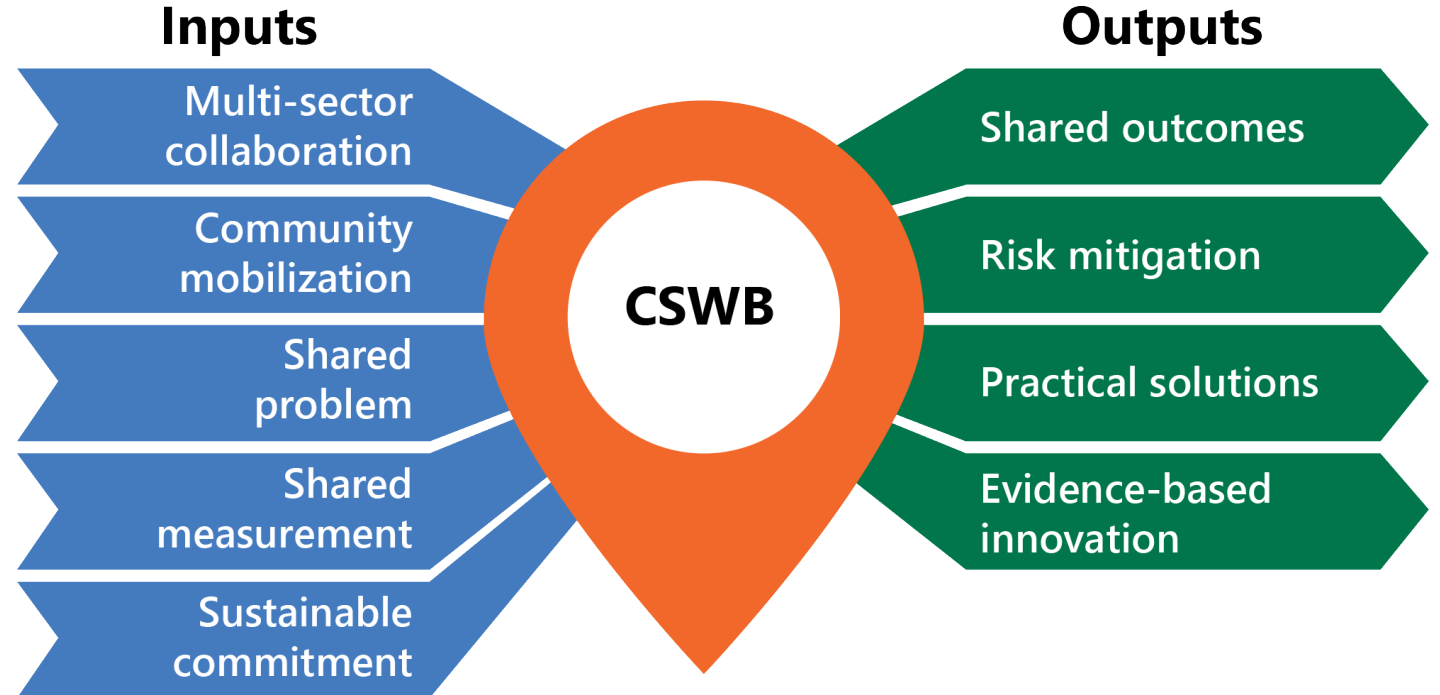 Inputs
Multi-sector
collaboration
Community
mobilization
Shared
problem
Shared
measurement
Sustainable
commitment
CSWB
Outputs
Shared outcomes
Risk mitigation
Practical solutions
Evidence-based
innovation